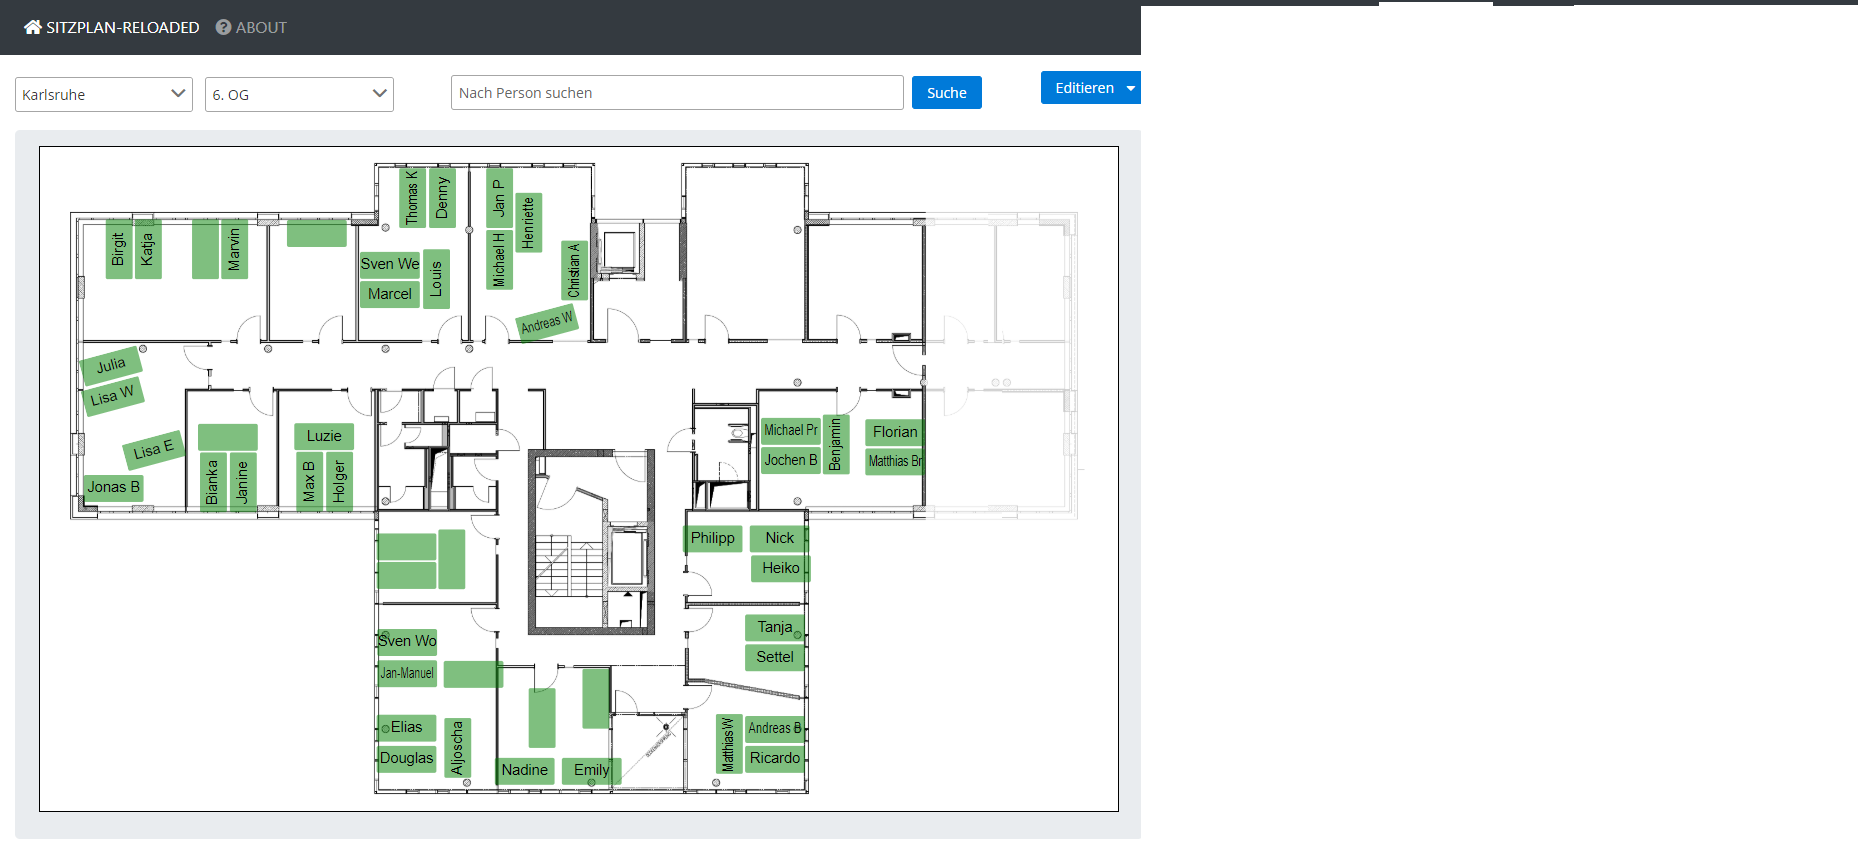 SITZPLAN-RELOADED ABOUT
Karlsruhe
6. OG
Nach Person suchen
Suche
Editieren
Thomas K
Denny
Jan P
Henriette
Michael H
Christian A
Andreas W
Birgit
Katja
Marvin
Sven We
Marcel
Louis
Julia
Lisa W
Lisa E
Jonas B
Bianka
Janine
Luzie
Max B
Holger
Michael Pr
Jochen B
Benjamin
Florian
Matthias Br
Philipp
Nick
Heiko
Sven Wo
Jan-Manuel
Tanja
Settel
Elias
Douglas
Aljoscha
Nadine
Emily
Matthias W
Andreas B
Ricardo